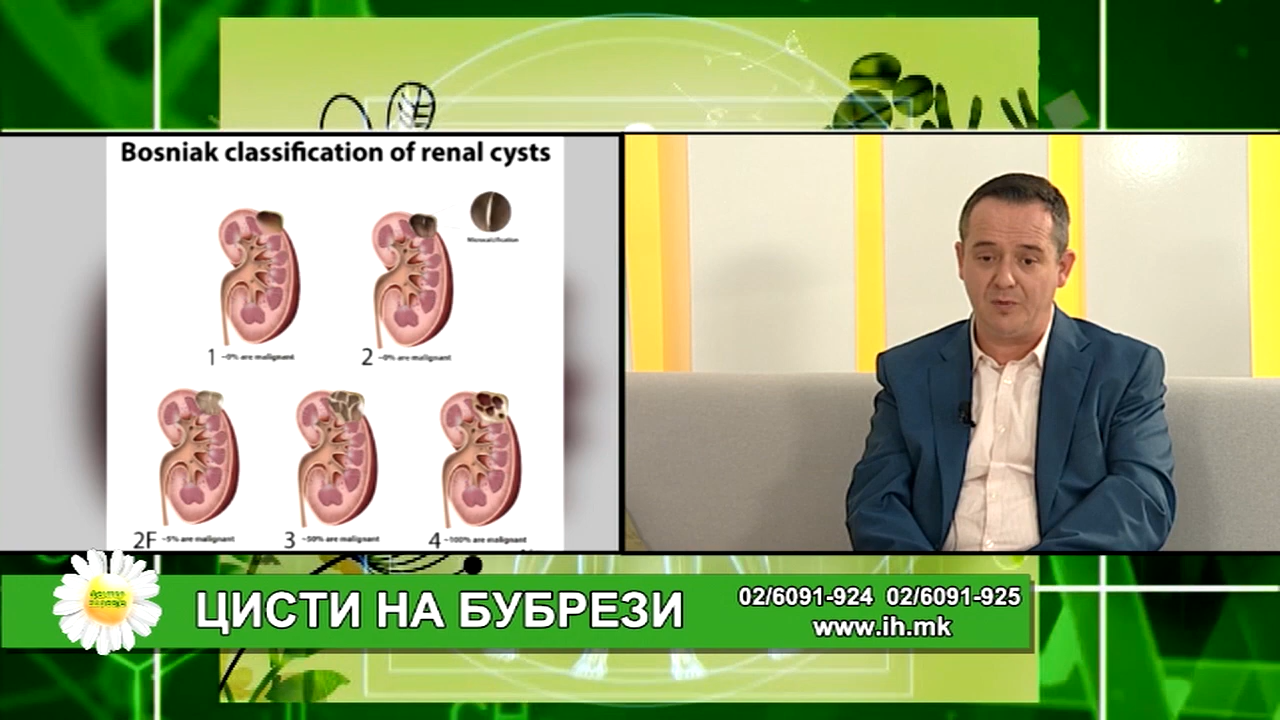 Bosniak classification of renal cysts
Microcalcification
1 ~0% are malignant
2 ~0% are malignant
2F ~5% are malignant
3 ~50% are malignant
4 ~100% are malignant
ЦИСТИ НА БУБРЕЗИ
02/6091-924 02/6091-925
www.ih.mk